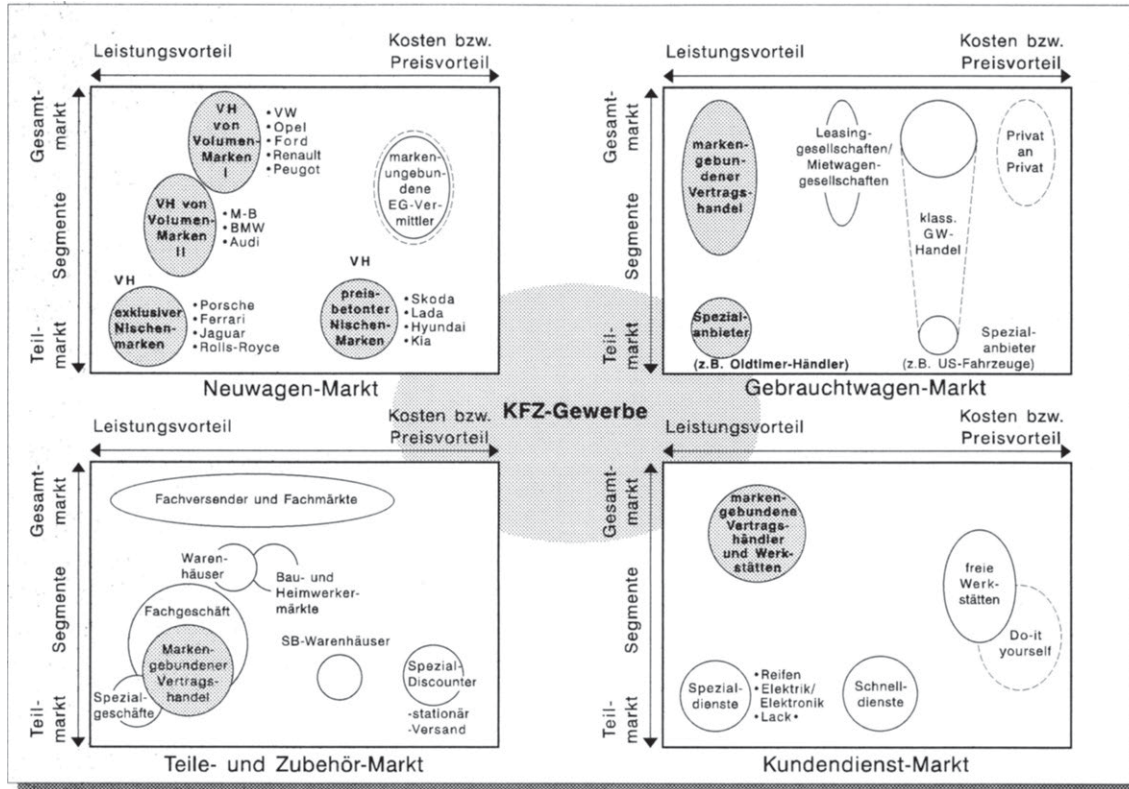 Leistungsvorteil
Kosten bzw.
Preisvorteil
Gesamt-
markt
Segmente
Teil-
markt
VH
von
Volumen-
Marken
I
• VW
• Opel
• Ford
• Renault
• Peugot
VH von
Volumen-
Marken
II
• M-B
• BMW
• Audi
marken-
ungebun-
dene
EG-Ver-
mittler
VH
exklusiver
Nischen-
marken
• Porsche
• Ferrari
• Jaguar
• Rolls-Royce
VH
preis-
betonter
Nischen-
Marken
• Skoda
• Lada
• Hyundai
• Kia
Neuwagen-Markt
Leistungsvorteil
Kosten bzw.
Preisvorteil
Gesamt-
markt
Segmente
Teil-
markt
marken-
gebun-
dener
Vertrags-
handel
Leasing-
gesellschaften/
Mietwagen-
gesellschaften
klass.
GW-
Handel
Privat
an
Privat
Spezial-
anbieter
(z.B. Oldtimer-Händler)
Spezial-
anbieter
(z.B. US-Fahrzeuge)
Gebrauchtwagen-Markt
KFZ-Gewerbe
Leistungsvorteil
Kosten bzw.
Preisvorteil
Gesamt-
markt
Segmente
Teil-
markt
Fachversender und Fachmärkte
Waren-
häuser
Bau- und
Heimwerker-
märkte
Fachgeschäft
Marken-
gebundener
Vertrags-
handel
Spezial-
geschäfte
SB-Warenhäuser
Spezial-
Discounter
-stationär
-Versand
Teile- und Zubehör-Markt
Leistungsvorteil
Kosten bzw.
Preisvorteil
Gesamt-
markt
Segmente
Teil-
markt
marken-
gebundene
Vertrags-
händler
und Werk-
stätten
freie
Werk-
stätten
Do-it
yourself
Spezial-
dienste
• Reifen
• Elektrik/
Elektronik
• Lack •
Schnell-
dienste
Kundendienst-Markt